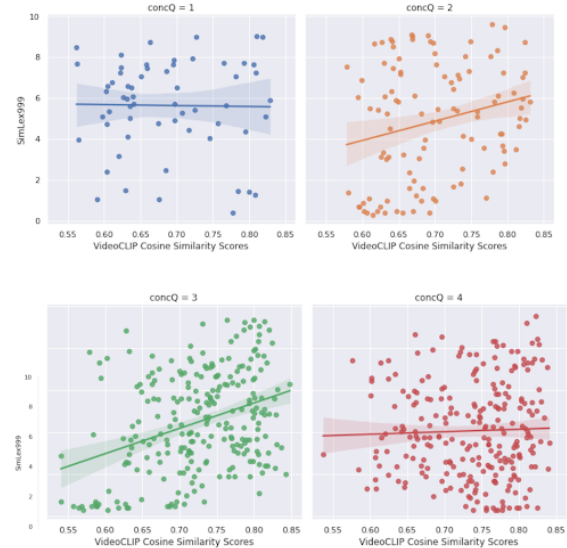 concQ = 1
concQ = 2
10
8
6
4
2
0
SimLex999
0.55 0.60 0.65 0.70 0.75 0.80 0.85
0.55 0.60 0.65 0.70 0.75 0.80 0.85
VideoCLIP Cosine Similarity Scores
VideoCLIP Cosine Similarity Scores
concQ = 3
concQ = 4
10
8
6
4
2
0
SimLex999
0.55 0.60 0.65 0.70 0.75 0.80 0.85
0.55 0.60 0.65 0.70 0.75 0.80 0.85
VideoCLIP Cosine Similarity Scores
VideoCLIP Cosine Similarity Scores